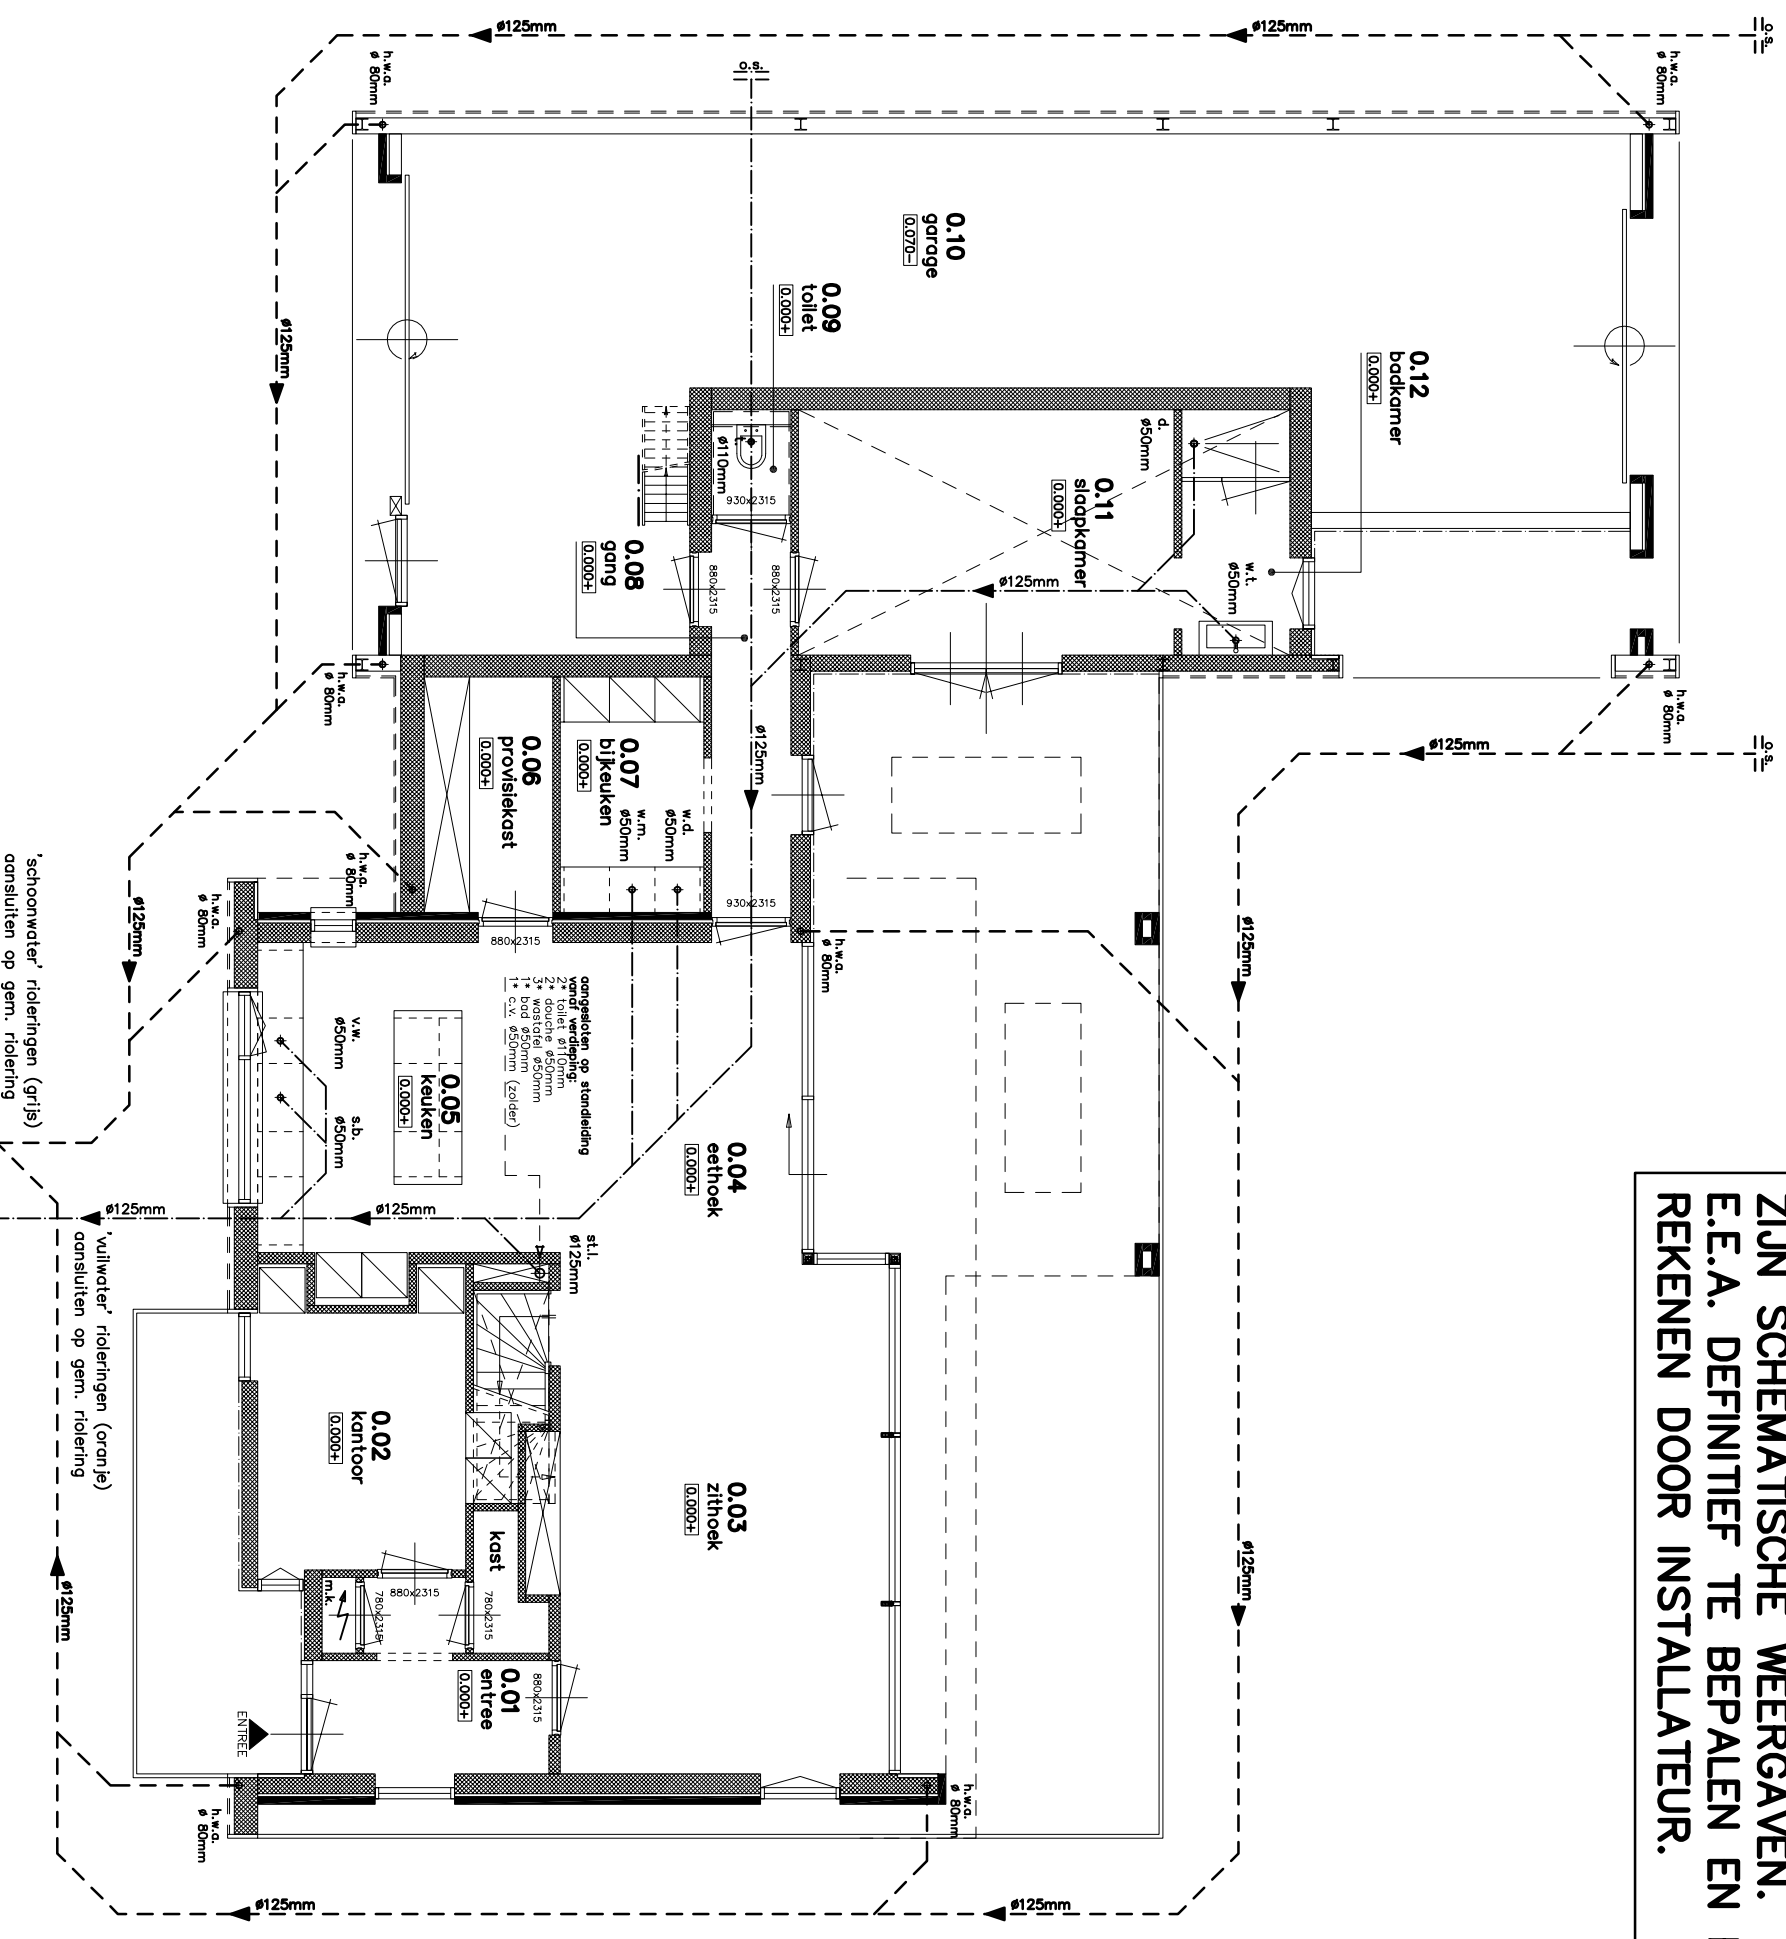 ZIJN SCHEMATISCHE WEERGAVEN.
E.E.A. DEFINITIEF TE BEPALEN EN
REKENEN DOOR INSTALLATEUR.
o.s.
ø125mm
ø125mm
h.w.a.
ø 80mm
h.w.a.
ø 80mm
o.s.
0.10
garage
0.070-
0.09
toilet
0.000+
0.12
badkamer
0.000+
ø125mm
d.
ø50mm
t.
ø110mm
930x2315
0.11
slaapkamer
0.000+
w.t.
ø50mm
ø125mm
0.08
gang
0.000+
880x2315
880x2315
h.w.a.
ø 80mm
h.w.a.
ø 80mm
o.s.
ø125mm
ø125mm
0.06
provisiekast
0.000+
0.07
bijkeuken
0.000+
w.d.
ø50mm
w.m.
ø50mm
h.w.a.
ø 80mm
h.w.a.
ø 80mm
930x2315
880x2315
h.w.a.
ø 80mm
ø125mm
ø125mm
'schoonwater' rioleringen (grijs)
aansluiten op gem. riolering
aangesloten op standleiding
vanaf verdieping:
2* toilet ø110mm
2* douche ø50mm
3* wastafel ø50mm
1* bad ø50mm
1* c.v. ø50mm (zolder)
v.w.
ø50mm
s.b.
ø50mm
0.05
keuken
0.000+
0.04
eethoek
0.000+
ø125mm
ø125mm
st.l.
ø125mm
'vuilwater' rioleringen (oranje)
aansluiten op gem. riolering
0.02
kantoor
0.000+
0.03
zithoek
0.000+
kast
m.k.
780x2315
880x2315
780x2315
ø125mm
ø125mm
0.01
entree
0.000+
880x2315
ENTREE
h.w.a.
ø 80mm
h.w.a.
ø 80mm
ø125mm
ø125mm